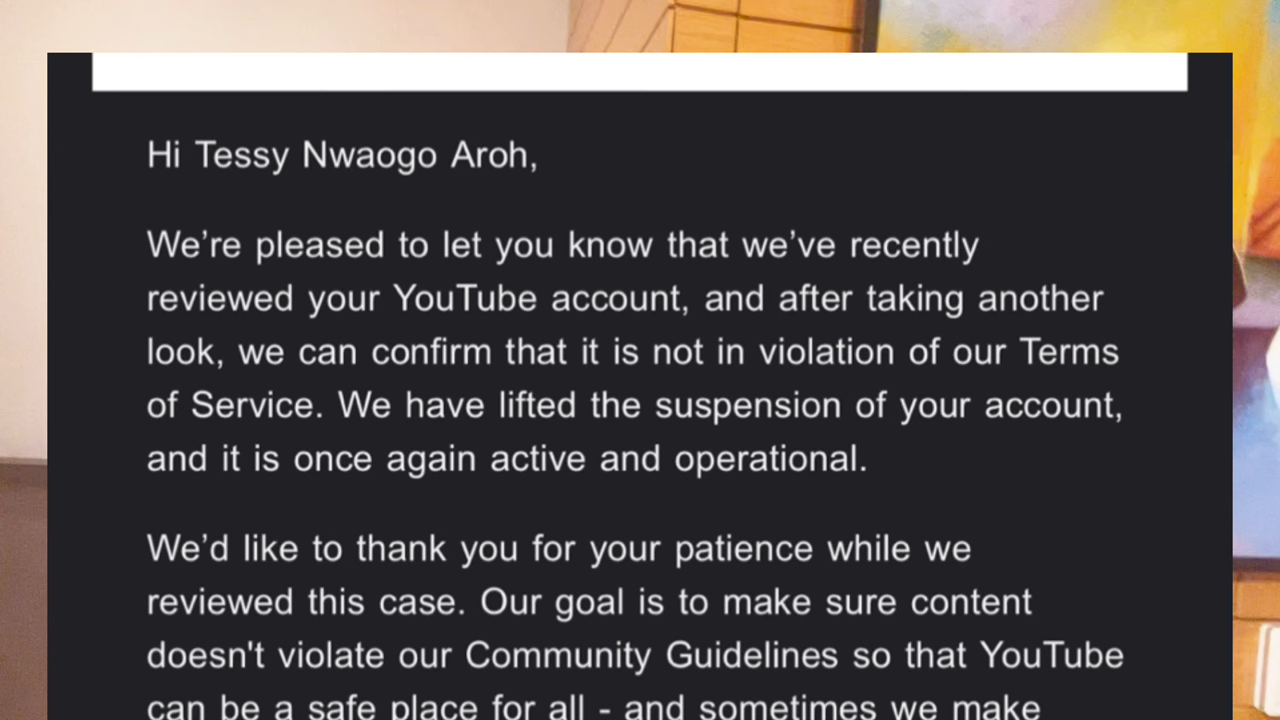 Hi Tessy Nwaogo Aroh,
We’re pleased to let you know that we’ve recently
reviewed your YouTube account, and after taking another
look, we can confirm that it is not in violation of our Terms
of Service. We have lifted the suspension of your account,
and it is once again active and operational.
We’d like to thank you for your patience while we
reviewed this case. Our goal is to make sure content
doesn't violate our Community Guidelines so that YouTube
can be a safe place for all - and sometimes we make